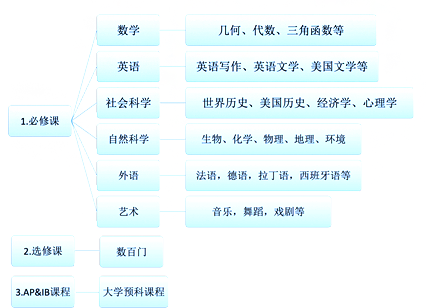 数学
几何、代数、三角函数等
英语
英语写作、英语文学、美国文学等
社会科学
世界历史、美国历史、经济学、心理学
1.必修课
自然科学
生物、化学、物理、地理、环境
外语
法语，德语，拉丁语，西班牙语等
艺术
音乐，舞蹈，戏剧等
2.选修课
数百门
3.AP&IB课程
大学预科课程